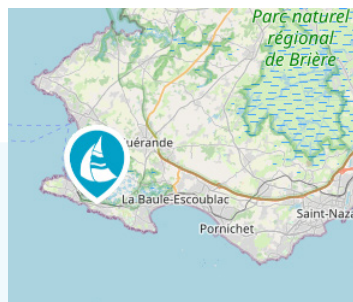 Parc naturel
régional
de Brière
uérande
La Baule-Escoublac
Saint-Naza
Pornichet